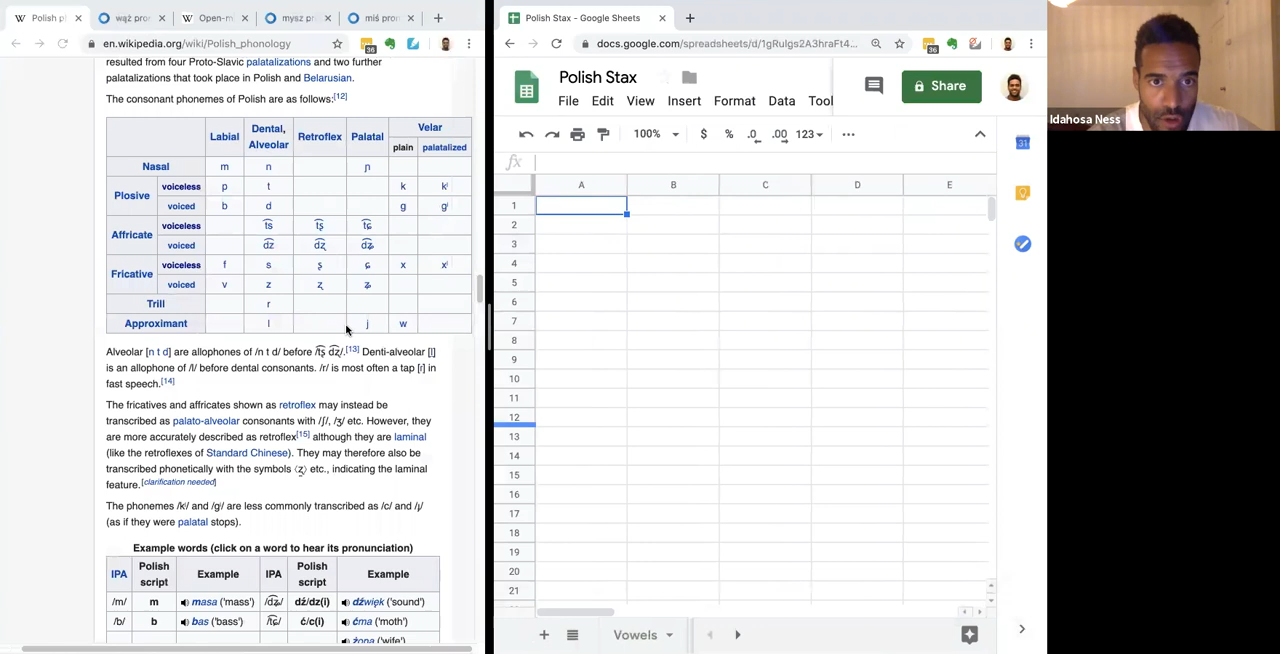 Polish pl
wąż pro
Open-m
mysz pr
miś pron
Polish Stax - Google Sheets
en.wikipedia.org/wiki/Polish_phonology
36
docs.google.com/spreadsheets/d/1gRulgs2A3hraFt4...
36
resulted from four Proto-Slavic palatalizations and two further
palatalizations that took place in Polish and Belarusian.
The consonant phonemes of Polish are as follows:[12]
Labial Dental, Alveolar Retroflex Palatal Velar
plain palatalized
Nasal m n ɲ
Plosive voiceless p t k kʲ
voiced b d g gʲ
Affricate voiceless t͡s t͡ʂ t͡ɕ
voiced d͡z d͡ʐ d͡ʑ
Fricative voiceless f s ʂ ɕ x xʲ
voiced v z ʐ ʑ
Trill r
Approximant l j w
Alveolar [n t d] are allophones of /n t d/ before /t͡ʂ d͡ʐ/.[13] Denti-alveolar [l]
is an allophone of /l/ before dental consonants. /r/ is most often a tap [ɾ] in
fast speech.[14]
The fricatives and affricates shown as retroflex may instead be
transcribed as palato-alveolar consonants with /ʃ/, /ʒ/ etc. However, they
are more accurately described as retroflex[15] although they are laminal
(like the retroflexes of Standard Chinese). They may therefore also be
transcribed phonetically with the symbols ⟨ʐ̻⟩ etc., indicating the laminal
feature.[clarification needed]
The phonemes /kʲ/ and /gʲ/ are less commonly transcribed as /c/ and /ɟ/
(as if they were palatal stops).
Example words (click on a word to hear its pronunciation)
IPA Polish script Example IPA Polish script Example
/m/ m masa ('mass') /d͡ʑ/ dź/dz(i) dźwięk ('sound')
/b/ b bas ('bass') /t͡ɕ/ ć/c(i) ćma ('moth')
żona ('wife')
Polish Stax
File Edit View Insert Format Data Tool
Share
100% $ % .0 .00 123
fx
A B C D E
1
2
3
4
5
6
7
8
9
10
11
12
13
14
15
16
17
18
19
20
21
Vowels
31
Idahosa Ness